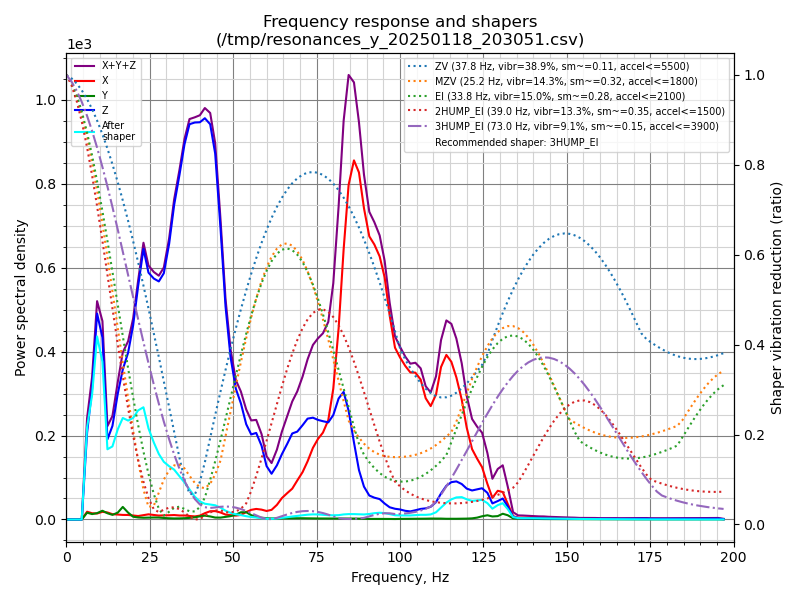 Frequency response and shapers
(/tmp/resonances_y_20250118_203051.csv)
1e3
X+Y+Z
X
Y
Z
After
shaper
ZV (37.8 Hz, vibr=38.9%, sm~=0.11, accel<=5500)
MZV (25.2 Hz, vibr=14.3%, sm~=0.32, accel<=1800)
EI (33.8 Hz, vibr=15.0%, sm~=0.28, accel<=2100)
2HUMP_EI (39.0 Hz, vibr=13.3%, sm~=0.35, accel<=1500)
3HUMP_EI (73.0 Hz, vibr=9.1%, sm~=0.15, accel<=3900)
Recommended shaper: 3HUMP_EI
Power spectral density
1.0
0.8
0.6
0.4
0.2
0.0
Shaper vibration reduction (ratio)
1.0
0.8
0.6
0.4
0.2
0.0
0 25 50 75 100 125 150 175 200
Frequency, Hz